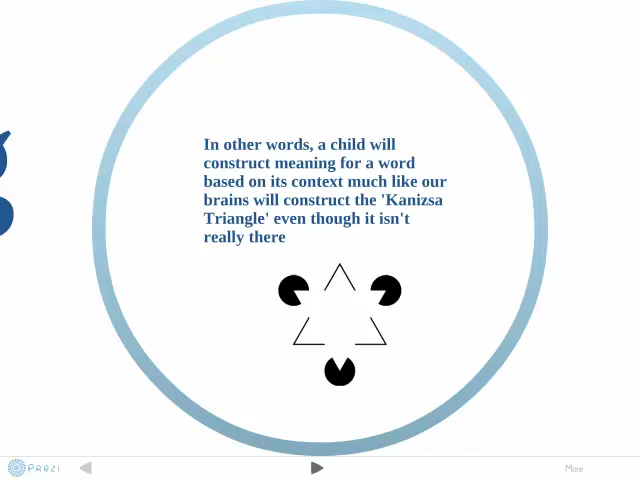 In other words, a child will
construct meaning for a word
based on its context much like our
brains will construct the 'Kanizsa
Triangle' even though it isn't
really there
Prezi
More